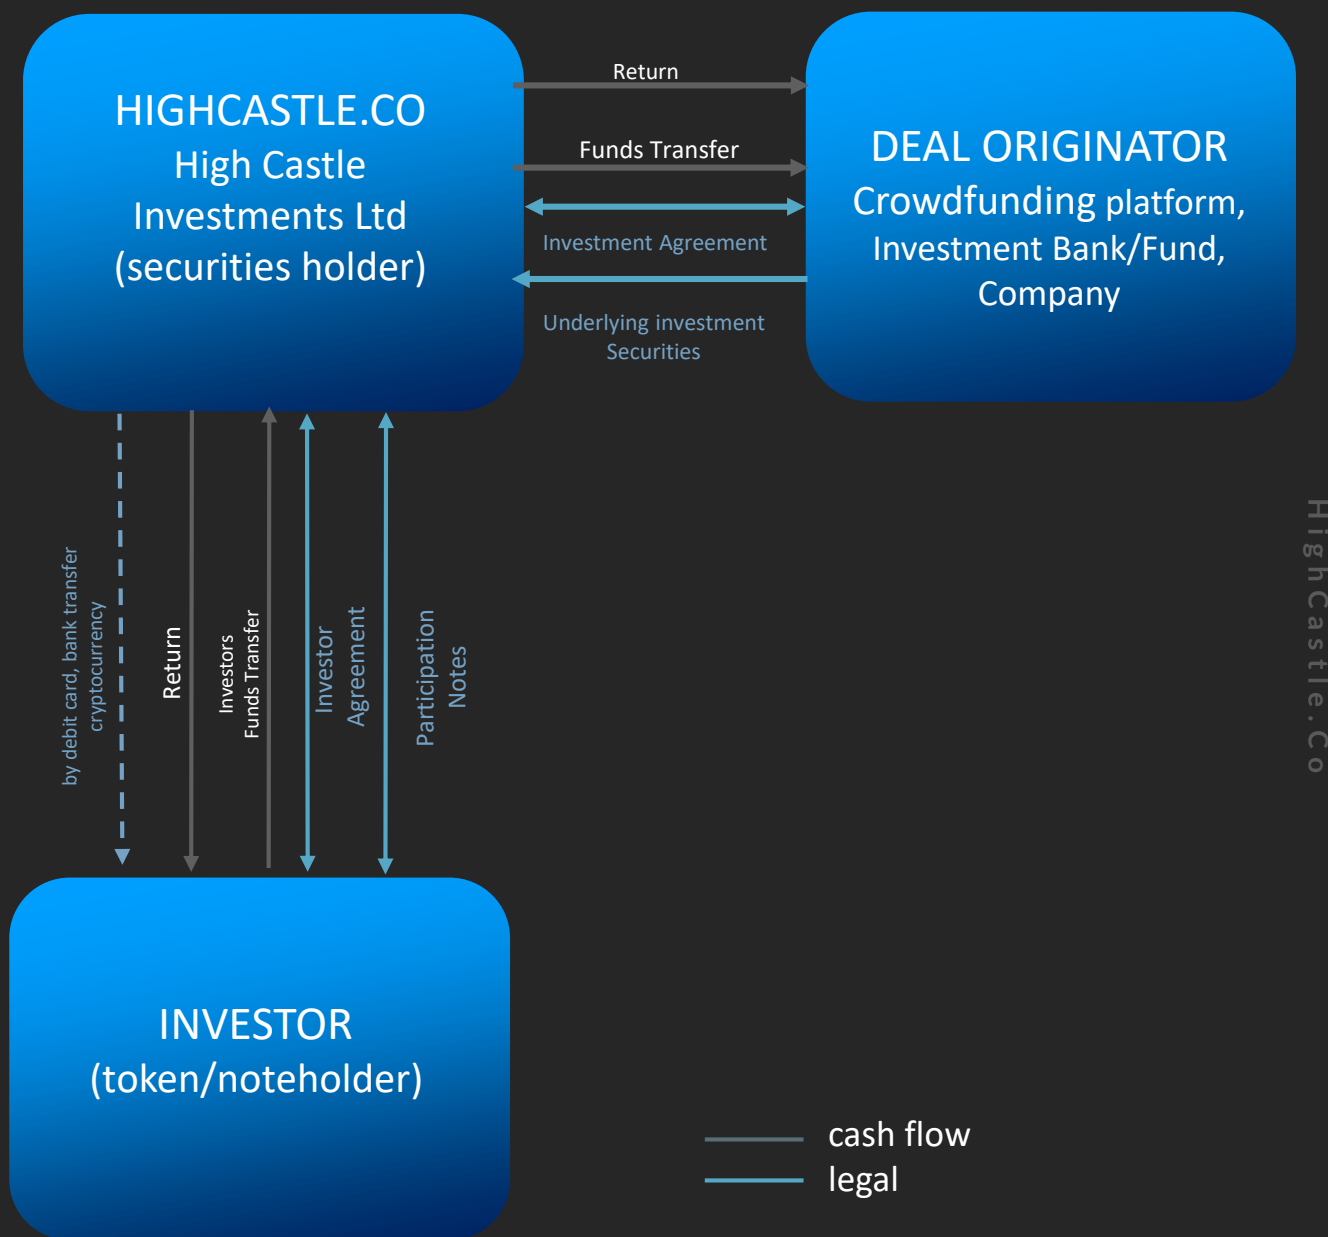 HIGHCASTLE.CO
High Castle
Investments Ltd
(securities holder)
Return
Funds Transfer
Investment Agreement
Underlying investment
Securities
DEAL ORIGINATOR
Crowdfunding platform,
Investment Bank/Fund,
Company
by debit card, bank transfer
cryptocurrency
Return
Investors
Funds Transfer
Investor
Agreement
Participation
Notes
HighCastle.Co
INVESTOR
(token/noteholder)
cash flow
legal